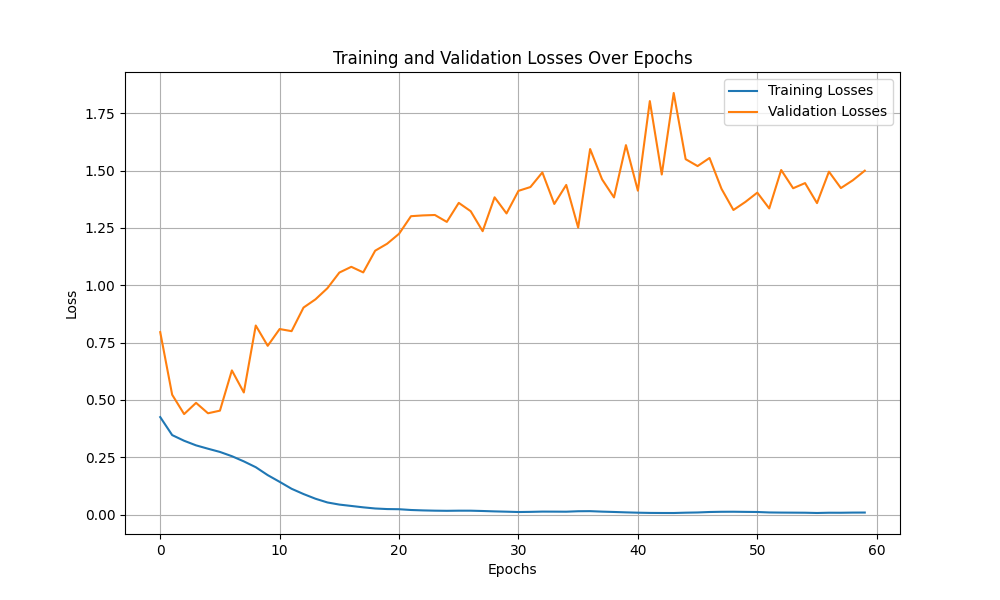 Training and Validation Losses Over Epochs
Training Losses
Validation Losses
1.75
1.50
1.25
1.00
0.75
0.50
0.25
0.00
Loss
0 10 20 30 40 50 60
Epochs